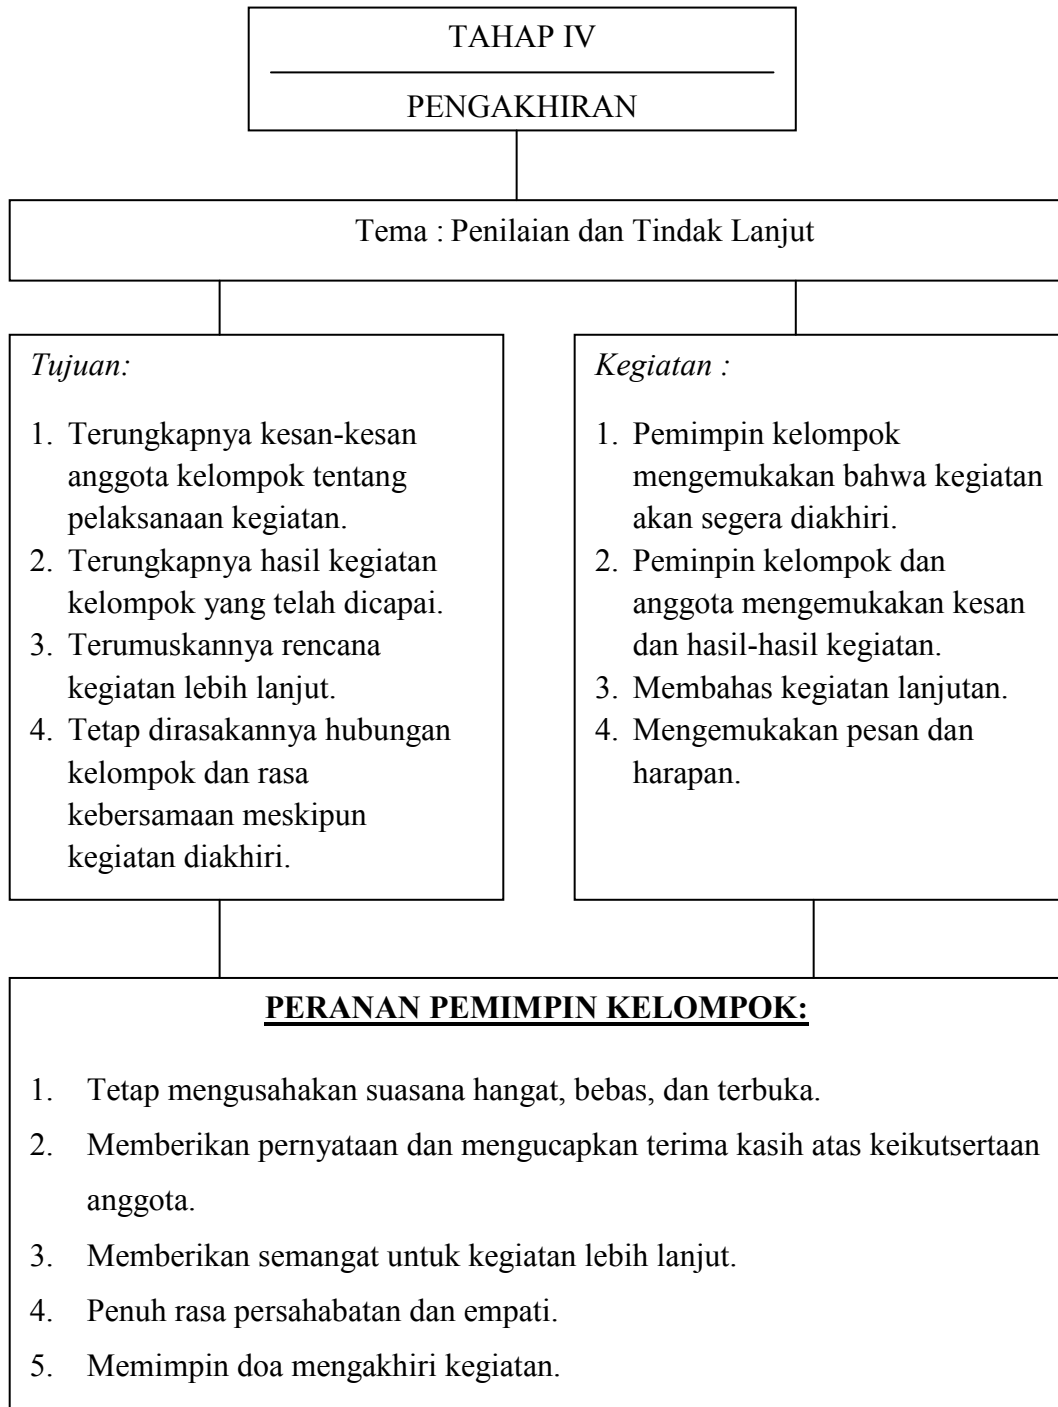 TAHAP IV
PENGAKHIRAN
Tema : Penilaian dan Tindak Lanjut
Tujuan:
1. Terungkapnya kesan-kesan
anggota kelompok tentang
pelaksanaan kegiatan.
2. Terungkapnya hasil kegiatan
kelompok yang telah dicapai.
3. Terumuskannya rencana
kegiatan lebih lanjut.
4. Tetap dirasakannya hubungan
kelompok dan rasa
kebersamaan meskipun
kegiatan diakhiri.
Kegiatan :
1. Pemimpin kelompok
mengemukakan bahwa kegiatan
akan segera diakhiri.
2. Peminpin kelompok dan
anggota mengemukakan kesan
dan hasil-hasil kegiatan.
3. Membahas kegiatan lanjutan.
4. Mengemukakan pesan dan
harapan.
PERANAN PEMIMPIN KELOMPOK:
1. Tetap mengusahakan suasana hangat, bebas, dan terbuka.
2. Memberikan pernyataan dan mengucapkan terima kasih atas keikutsertaan
anggota.
3. Memberikan semangat untuk kegiatan lebih lanjut.
4. Penuh rasa persahabatan dan empati.
5. Memimpin doa mengakhiri kegiatan.